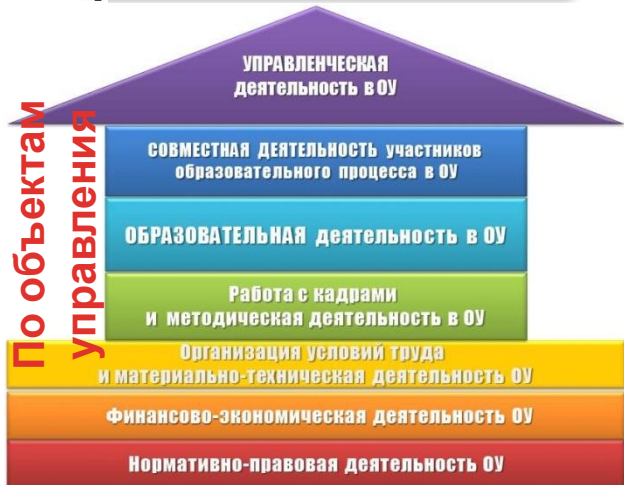 УПРАВЛЕНЧЕСКАЯ
деятельность в ОУ
СОВМЕСТНАЯ ДЕЯТЕЛЬНОСТЬ участников
образовательного процесса в ОУ
ОБРАЗОВАТЕЛЬНАЯ деятельность в ОУ
Работа с кадрами
и методическая деятельность в ОУ
Организация условий труда
и материально-техническая деятельность ОУ
Финансово-экономическая деятельность ОУ
Нормативно-правовая деятельность ОУ
По объектам
управления